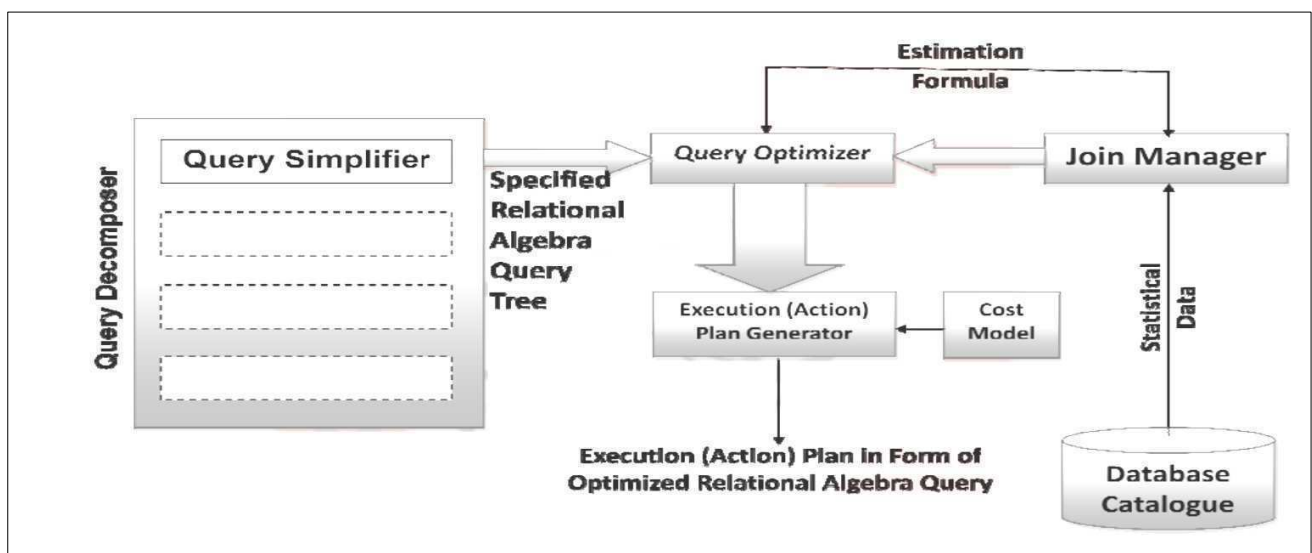 Estimation
Formula
Query Decomposer
Query Simplifier
Specified
Relational
Algebra
Query
Tree
Query Optimizer
Join Manager
Execution (Action)
Plan Generator
Cost
Model
Statistical
Data
Execution (Action) Plan in Form of
Optimized Relational Algebra Query
Database
Catalogue